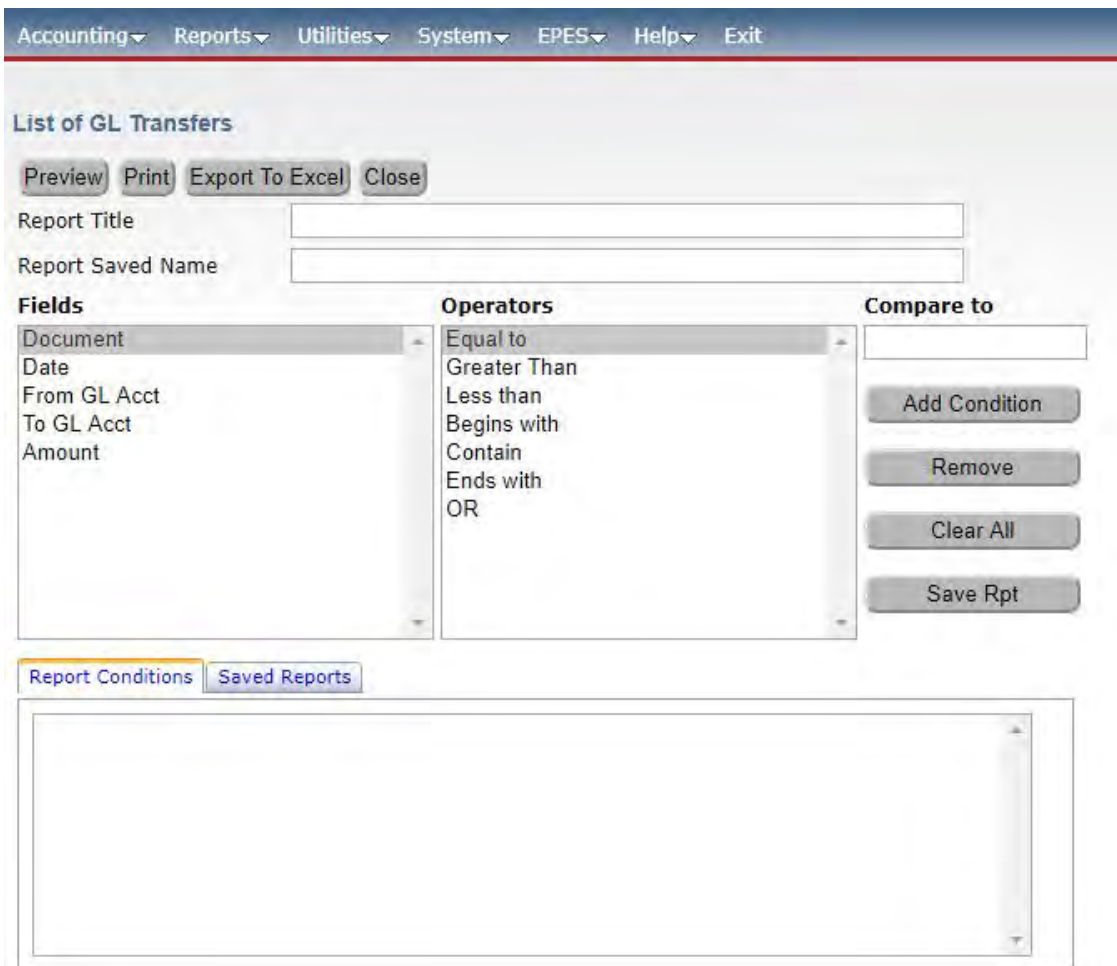 Accounting Reports Utilities System EPES Help Exit
List of GL Transfers
Preview Print Export To Excel Close
Report Title
Report Saved Name
Fields Operators Compare to
Document Equal to
Date Greater Than
From GL Acct Less than Add Condition
To GL Acct Begins with
Amount Contain Remove
Ends with
OR Clear All
Save Rpt
Report Conditions Saved Reports